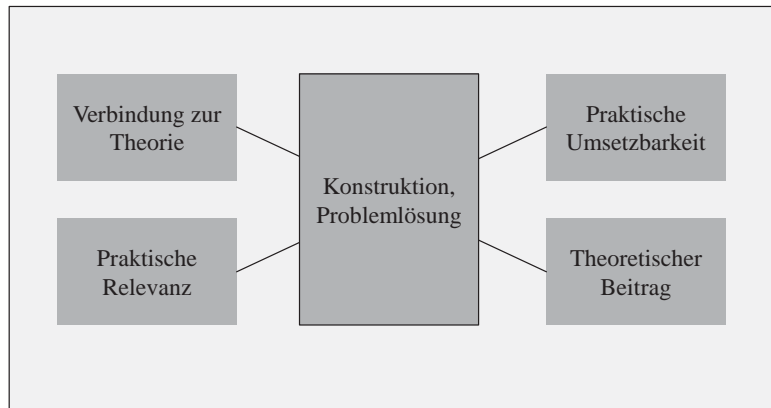 Verbindung zur
Theorie
Praktische
Relevanz
Konstruktion,
Problemlösung
Praktische
Umsetzbarkeit
Theoretischer
Beitrag